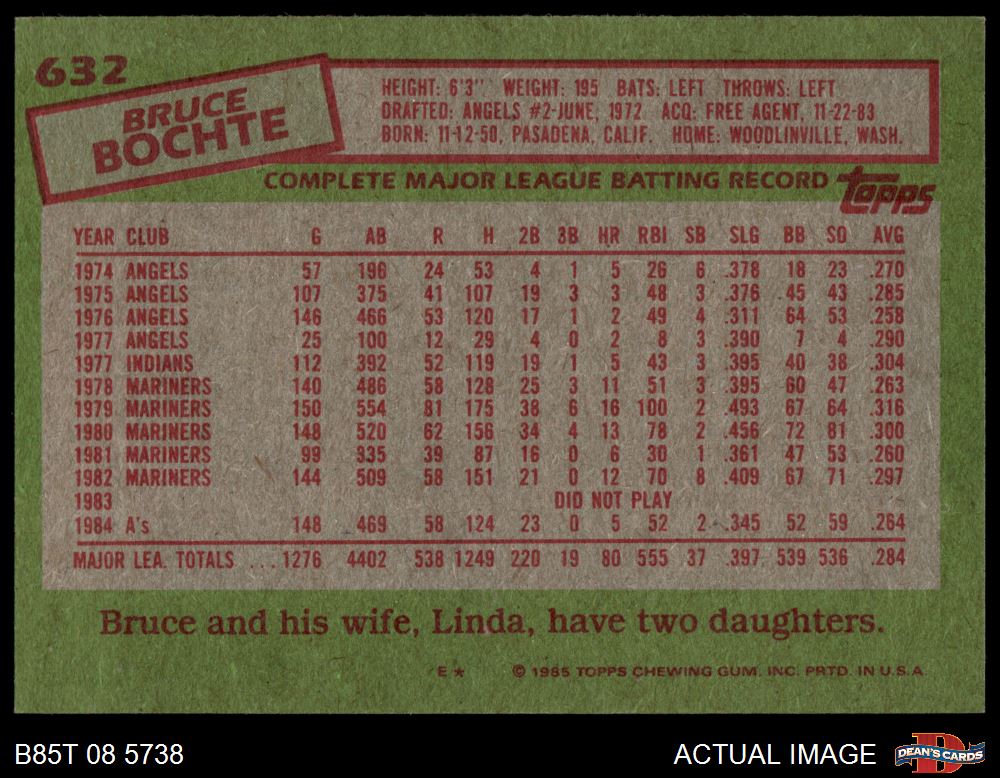 632
BRUCE
BOCHTE
HEIGHT: 6'3" WEIGHT: 195 BATS: LEFT THROWS: LEFT
DRAFTED: ANGELS #2-JUNE, 1972 ACQ: FREE AGENT, 11-22-83
BORN: 11-12-50, PASADENA, CALIF. HOME: WOODLINVILLE, WASH.
COMPLETE MAJOR LEAGUE BATTING RECORD topps
YEAR CLUB G AB R H 2B 3B HR RBI SB SLG BB SO AVG
1974 ANGELS 57 196 24 53 4 1 5 26 6 .378 18 23 .270
1975 ANGELS 107 375 41 107 19 3 3 48 3 .376 45 43 .285
1976 ANGELS 146 466 53 120 17 1 2 49 4 .311 64 53 .258
1977 ANGELS 25 100 12 29 4 0 2 8 3 .390 7 4 .290
1977 INDIANS 112 392 52 119 19 1 5 43 3 .395 40 38 .304
1978 MARINERS 140 486 58 128 25 3 11 51 3 .395 60 47 .263
1979 MARINERS 150 554 81 175 38 6 16 100 2 .493 67 64 .316
1980 MARINERS 148 520 62 156 34 4 13 78 2 .456 72 81 .300
1981 MARINERS 99 335 39 87 16 0 6 30 1 .361 47 53 .260
1982 MARINERS 144 509 58 151 21 0 12 70 8 .409 67 71 .297
1983 DID NOT PLAY
1984 A's 148 469 58 124 23 0 5 52 2 .345 52 59 .264
MAJOR LEA. TOTALS ...1276 4402 538 1249 220 19 80 555 37 .397 539 536 .284
Bruce and his wife, Linda, have two daughters.
E★ © 1985 TOPPS CHEWING GUM, INC. PRTD. IN U.S.A.
B85T 08 5738 ACTUAL IMAGE D DEAN'S CARDS